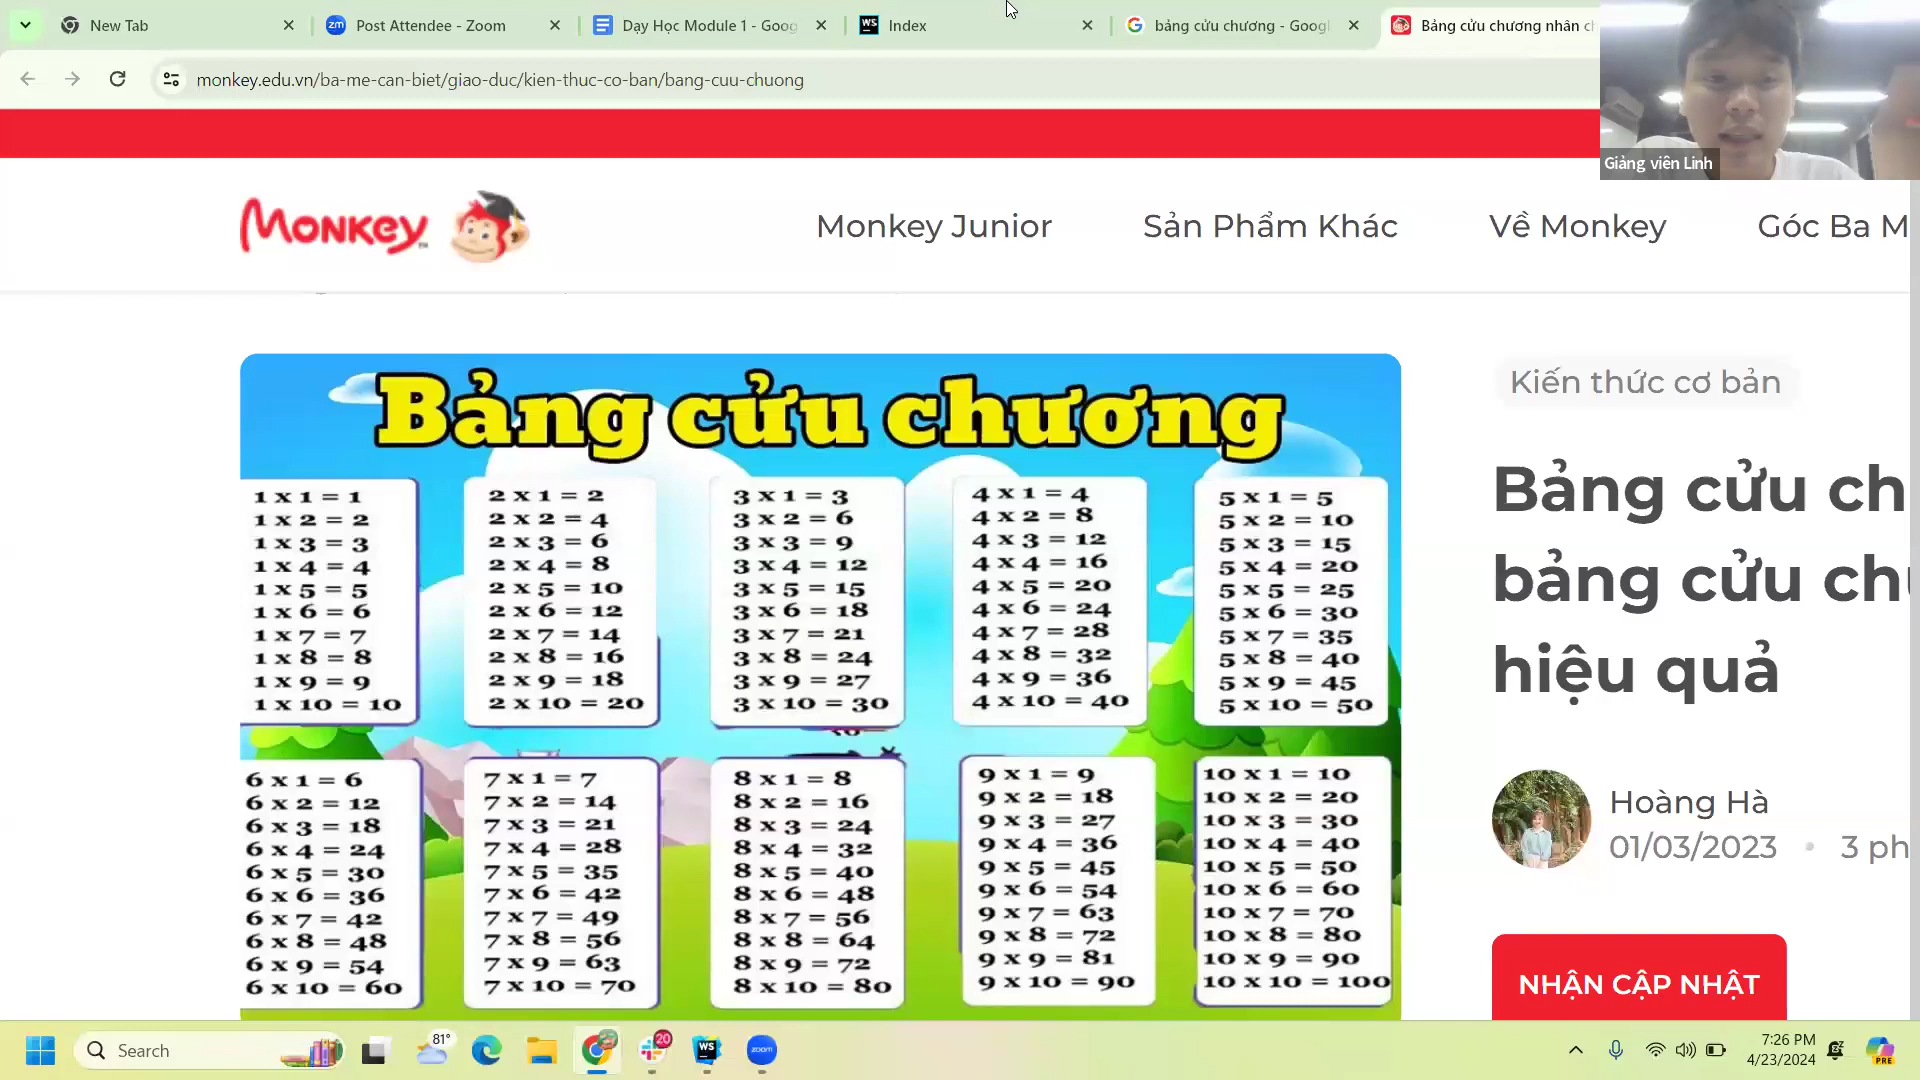 New Tab
Post Attendee - Zoom
Dạy Học Module 1 - Goog
WS
Index
bảng cửu chương - Googl
Bảng cửu chương nhân ch
monkey.edu.vn/ba-me-can-biet/giao-duc/kien-thuc-co-ban/bang-cuu-chuong
Giảng viên Linh
Monkey
Monkey Junior
Sản Phẩm Khác
Về Monkey
Góc Ba M
Bảng cửu chương
1 x 1 = 1
1 x 2 = 2
1 x 3 = 3
1 x 4 = 4
1 x 5 = 5
1 x 6 = 6
1 x 7 = 7
1 x 8 = 8
1 x 9 = 9
1 x 10 = 10
2 x 1 = 2
2 x 2 = 4
2 x 3 = 6
2 x 4 = 8
2 x 5 = 10
2 x 6 = 12
2 x 7 = 14
2 x 8 = 16
2 x 9 = 18
2 x 10 = 20
3 x 1 = 3
3 x 2 = 6
3 x 3 = 9
3 x 4 = 12
3 x 5 = 15
3 x 6 = 18
3 x 7 = 21
3 x 8 = 24
3 x 9 = 27
3 x 10 = 30
4 x 1 = 4
4 x 2 = 8
4 x 3 = 12
4 x 4 = 16
4 x 5 = 20
4 x 6 = 24
4 x 7 = 28
4 x 8 = 32
4 x 9 = 36
4 x 10 = 40
5 x 1 = 5
5 x 2 = 10
5 x 3 = 15
5 x 4 = 20
5 x 5 = 25
5 x 6 = 30
5 x 7 = 35
5 x 8 = 40
5 x 9 = 45
5 x 10 = 50
6 x 1 = 6
6 x 2 = 12
6 x 3 = 18
6 x 4 = 24
6 x 5 = 30
6 x 6 = 36
6 x 7 = 42
6 x 8 = 48
6 x 9 = 54
6 x 10 = 60
7 x 1 = 7
7 x 2 = 14
7 x 3 = 21
7 x 4 = 28
7 x 5 = 35
7 x 6 = 42
7 x 7 = 49
7 x 8 = 56
7 x 9 = 63
7 x 10 = 70
8 x 1 = 8
8 x 2 = 16
8 x 3 = 24
8 x 4 = 32
8 x 5 = 40
8 x 6 = 48
8 x 7 = 56
8 x 8 = 64
8 x 9 = 72
8 x 10 = 80
9 x 1 = 9
9 x 2 = 18
9 x 3 = 27
9 x 4 = 36
9 x 5 = 45
9 x 6 = 54
9 x 7 = 63
9 x 8 = 72
9 x 9 = 81
9 x 10 = 90
10 x 1 = 10
10 x 2 = 20
10 x 3 = 30
10 x 4 = 40
10 x 5 = 50
10 x 6 = 60
10 x 7 = 70
10 x 8 = 80
10 x 9 = 90
10 x 10 = 100
Kiến thức cơ bản
Bảng cửu ch
bảng cửu chư
hiệu quả
Hoàng Hà
01/03/2023 • 3 ph
NHẬN CẬP NHẬT
Search
81°
20
WS
zoom
7:26 PM
4/23/2024
PRE